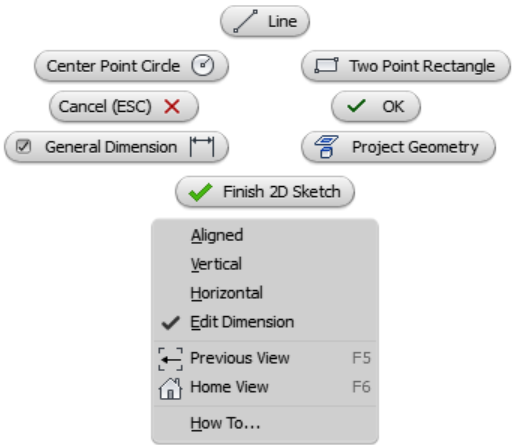 Line
Center Point Circle
Two Point Rectangle
Cancel (ESC)
OK
General Dimension
Project Geometry
Finish 2D Sketch
Aligned
Vertical
Horizontal
Edit Dimension
Previous View F5
Home View F6
How To...